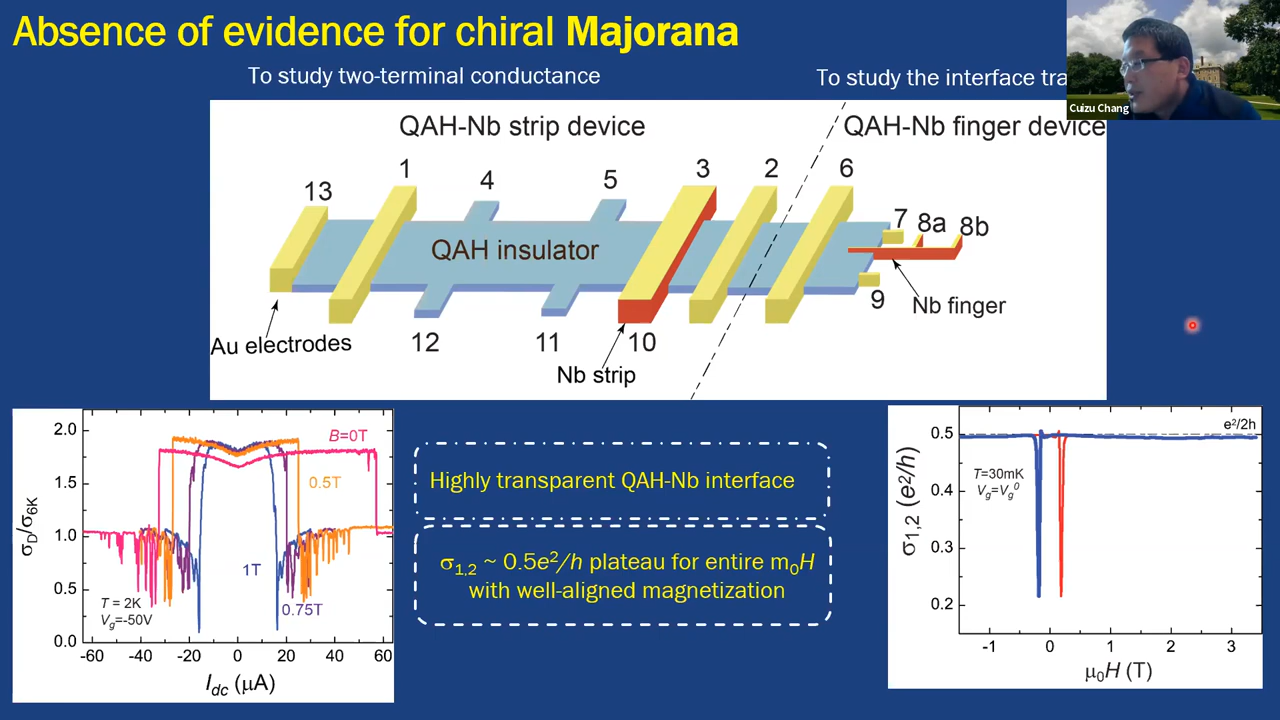 Absence of evidence for chiral Majorana
To study two-terminal conductance
To study the interface tra
Cuizu Chang
QAH-Nb strip device
QAH-Nb finger device
13
1
4
5
3
2
6
7
8a
8b
QAH insulator
9
Nb finger
Au electrodes
12
11
10
Nb strip
σD/σ6K
2.0
1.5
1.0
0.5
0.0
B=0T
0.5T
1T
0.75T
T = 2K
Vg=-50V
-60 -40 -20 0 20 40 60
Idc (μA)
Highly transparent QAH-Nb interface
σ1,2 ~ 0.5e²/h plateau for entire m0H
with well-aligned magnetization
σ1,2 (e²/h)
0.5
0.4
0.3
0.2
e²/2h
T=30mK
Vg=Vg⁰
-1 0 1 2 3
μ0H (T)